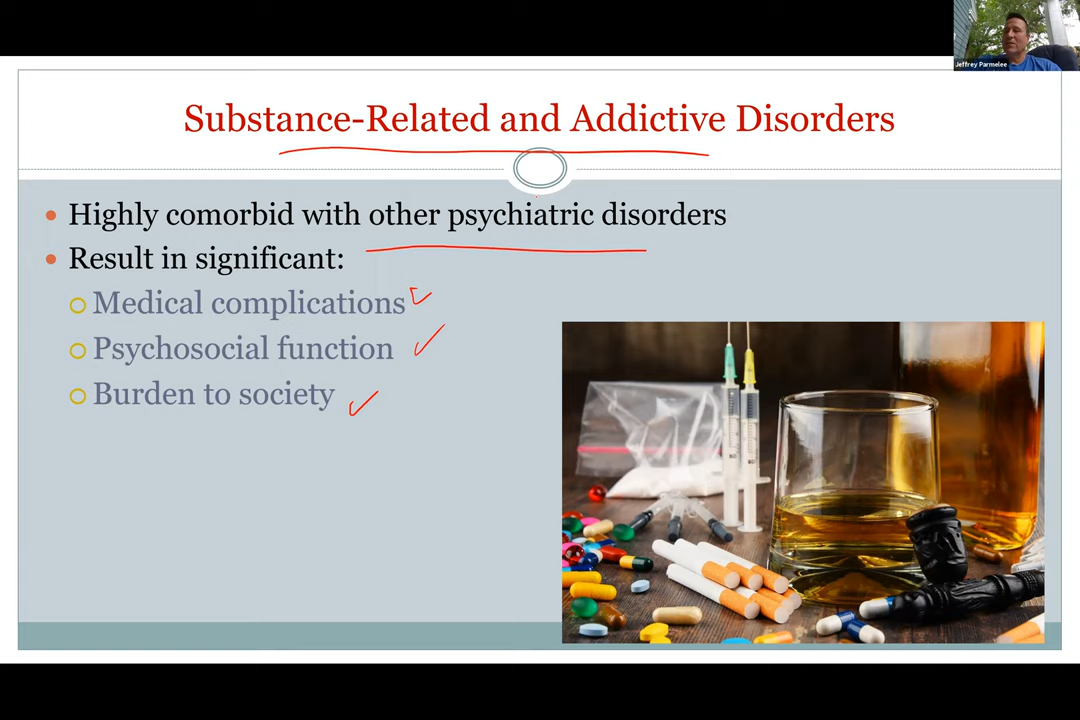 Jeffrey Parmelee
Substance-Related and Addictive Disorders
Highly comorbid with other psychiatric disorders
Result in significant:
Medical complications
Psychosocial function
Burden to society